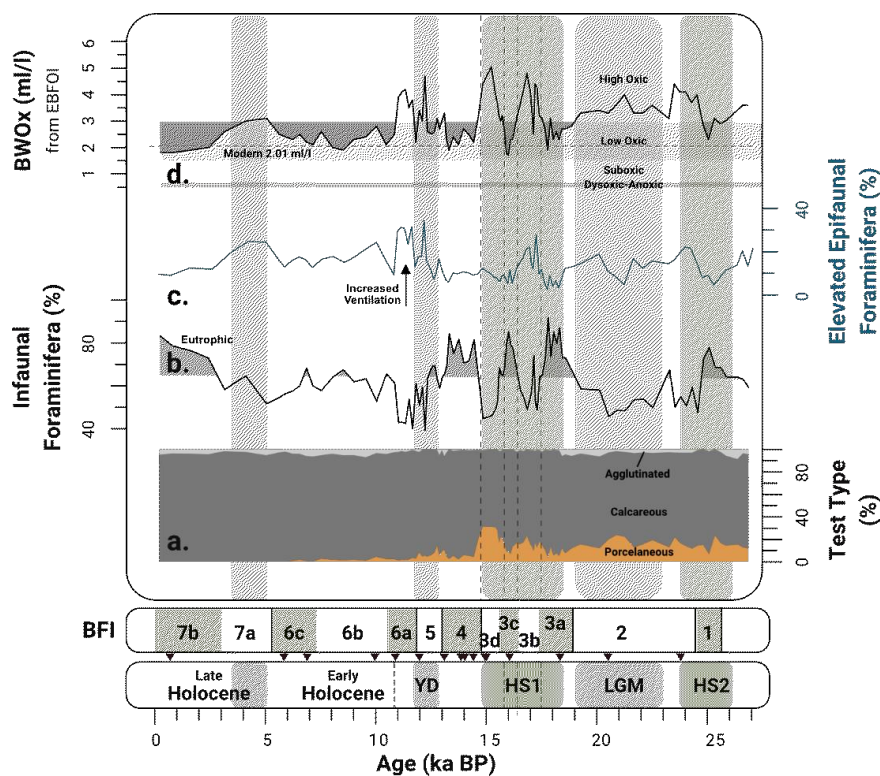 BWOx (ml/l)
from EBFOI
6
5
4
3
2
1
High Oxic
Low Oxic
Suboxic
Dysoxic-Anoxic
Modern 2.01 ml/l
d.
Elevated Epifaunal
Foraminifera (%)
40
0
c.
Increased
Ventilation
Infaunal
Foraminifera (%)
80
40
Eutrophic
b.
Test Type
(%)
80
40
0
Agglutinated
Calcareous
Porcelaneous
a.
BFI
7b 7a 6c 6b 6a 5 4 3d 3c 3b 3a 2 1
Late
Holocene
Early
Holocene
YD
HS1
LGM
HS2
0 5 10 15 20 25
Age (ka BP)